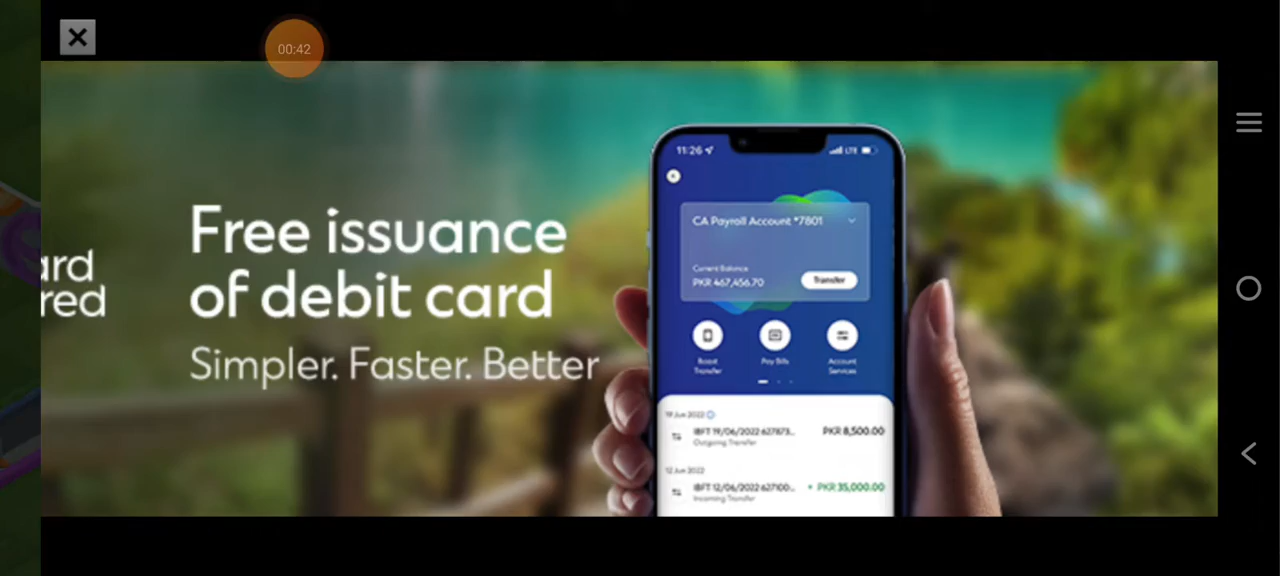 00:42
ard
red
Free issuance
of debit card
Simpler. Faster. Better
11:26
LTE
CA Payroll Account *7801
Current Balance
PKR 467,456.70
Transfer
Boost
Transfer
Pay Bills
Account
Services
19 Jun 2022
IBFT 19/06/2022 627873...
PKR 8,500.00
Outgoing Transfer
12 Jun 2022
IBFT 12/06/2022 627100...
+ PKR 35,000.00
Incoming Transfer